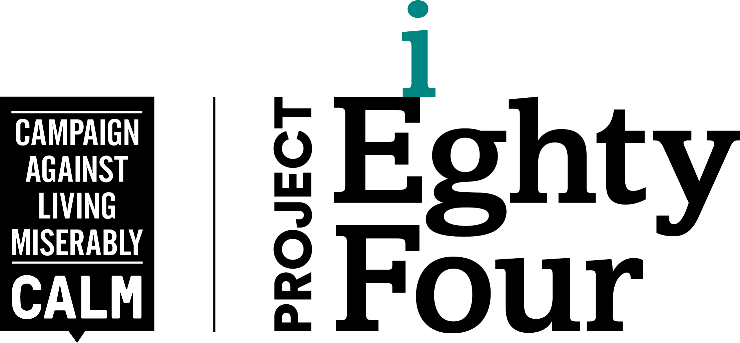 CAMPAIGN
AGAINST
LIVING
MISERABLY
CALM
PROJECT
i
Eghty
Four